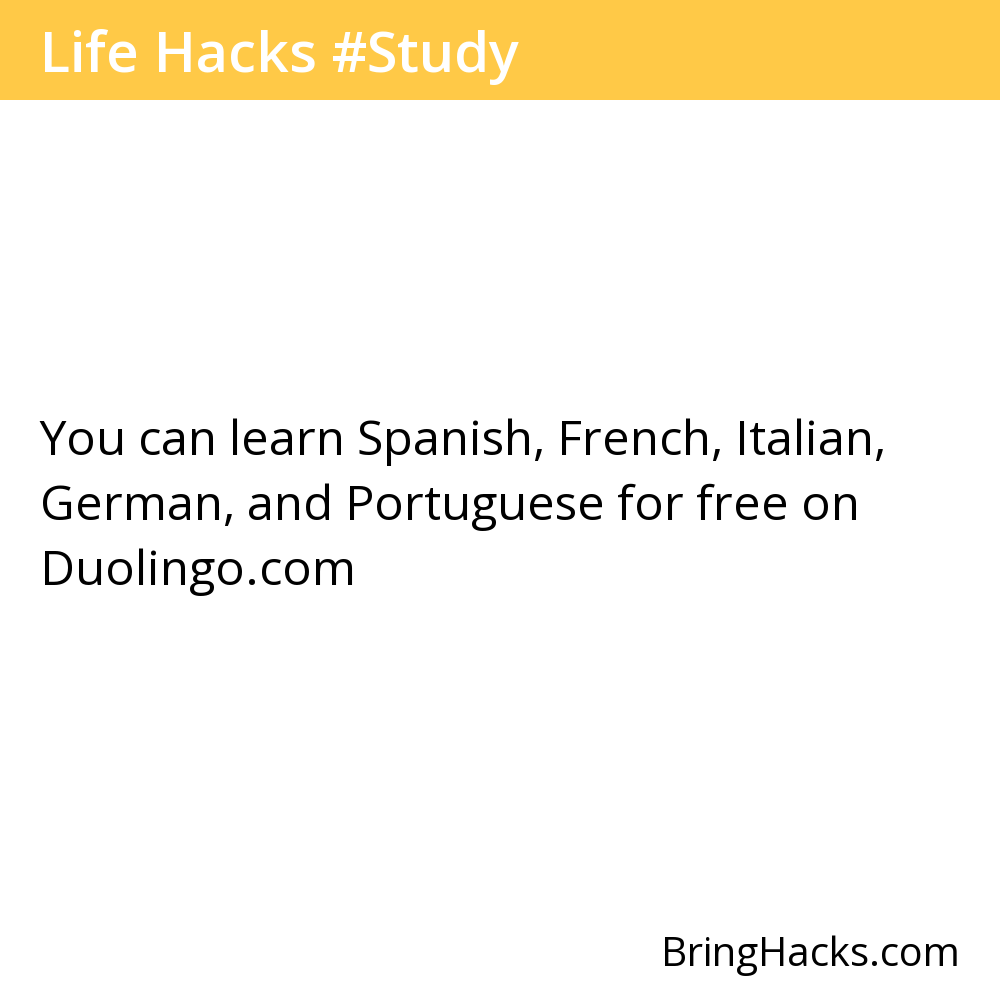 Life Hacks #Study
You can learn Spanish, French, Italian,
German, and Portuguese for free on
Duolingo.com
BringHacks.com